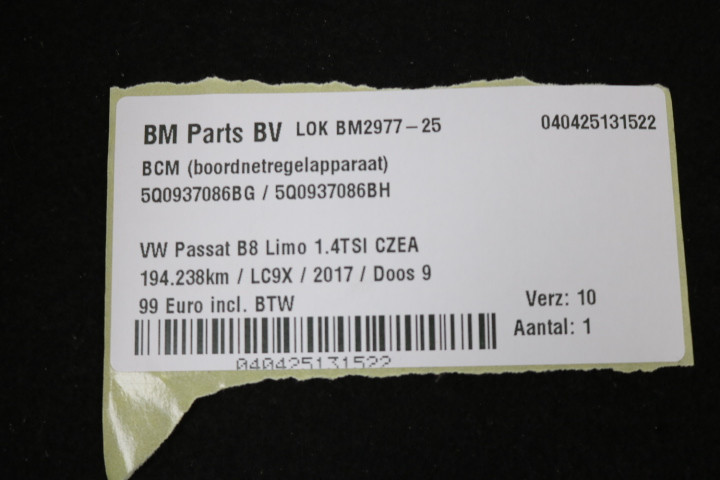 BM Parts BV LOK BM2977-25 040425131522
BCM (boordnetregelapparaat)
5Q0937086BG / 5Q0937086BH
VW Passat B8 Limo 1.4TSI CZEA
194.238km / LC9X / 2017 / Doos 9
99 Euro incl. BTW Verz: 10
Aantal: 1
040425131522